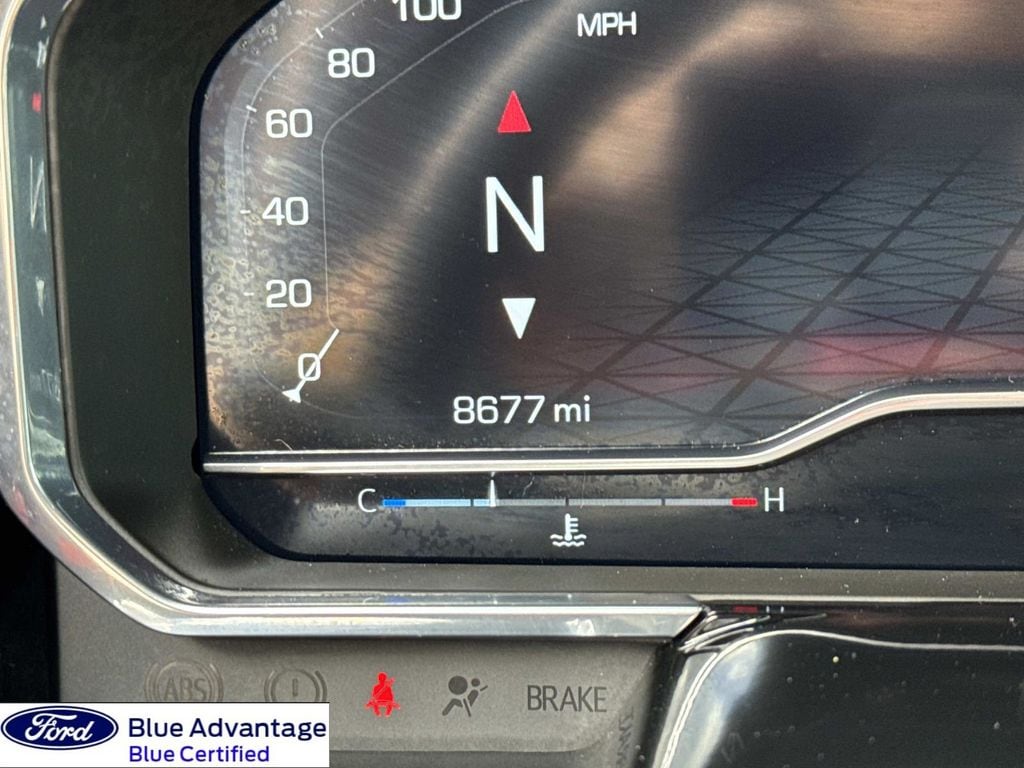 100
MPH
80
60
N
40
20
0
8677 mi
C H
ABS BRAKE
Ford
Blue Advantage
Blue Certified